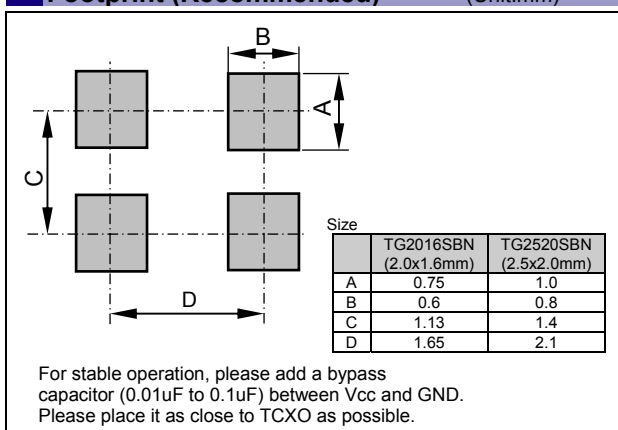 Footprint (Recommended) (Unit:mm)
B
A
C
D
Size
TG2016SBN TG2520SBN
(2.0x1.6mm) (2.5x2.0mm)
A 0.75 1.0
B 0.6 0.8
C 1.13 1.4
D 1.65 2.1
For stable operation, please add a bypass
capacitor (0.01uF to 0.1uF) between Vcc and GND.
Please place it as close to TCXO as possible.